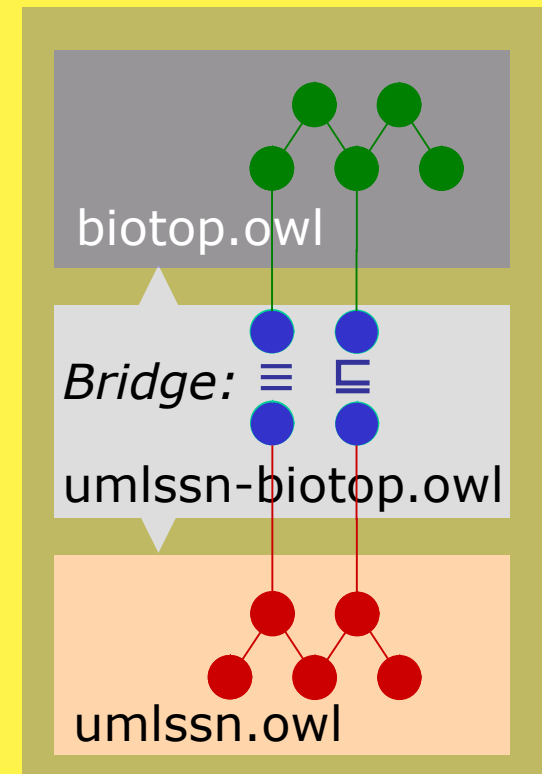 biotop.owl
Bridge: ≡ ⊑
umlssn-biotop.owl
umlssn.owl